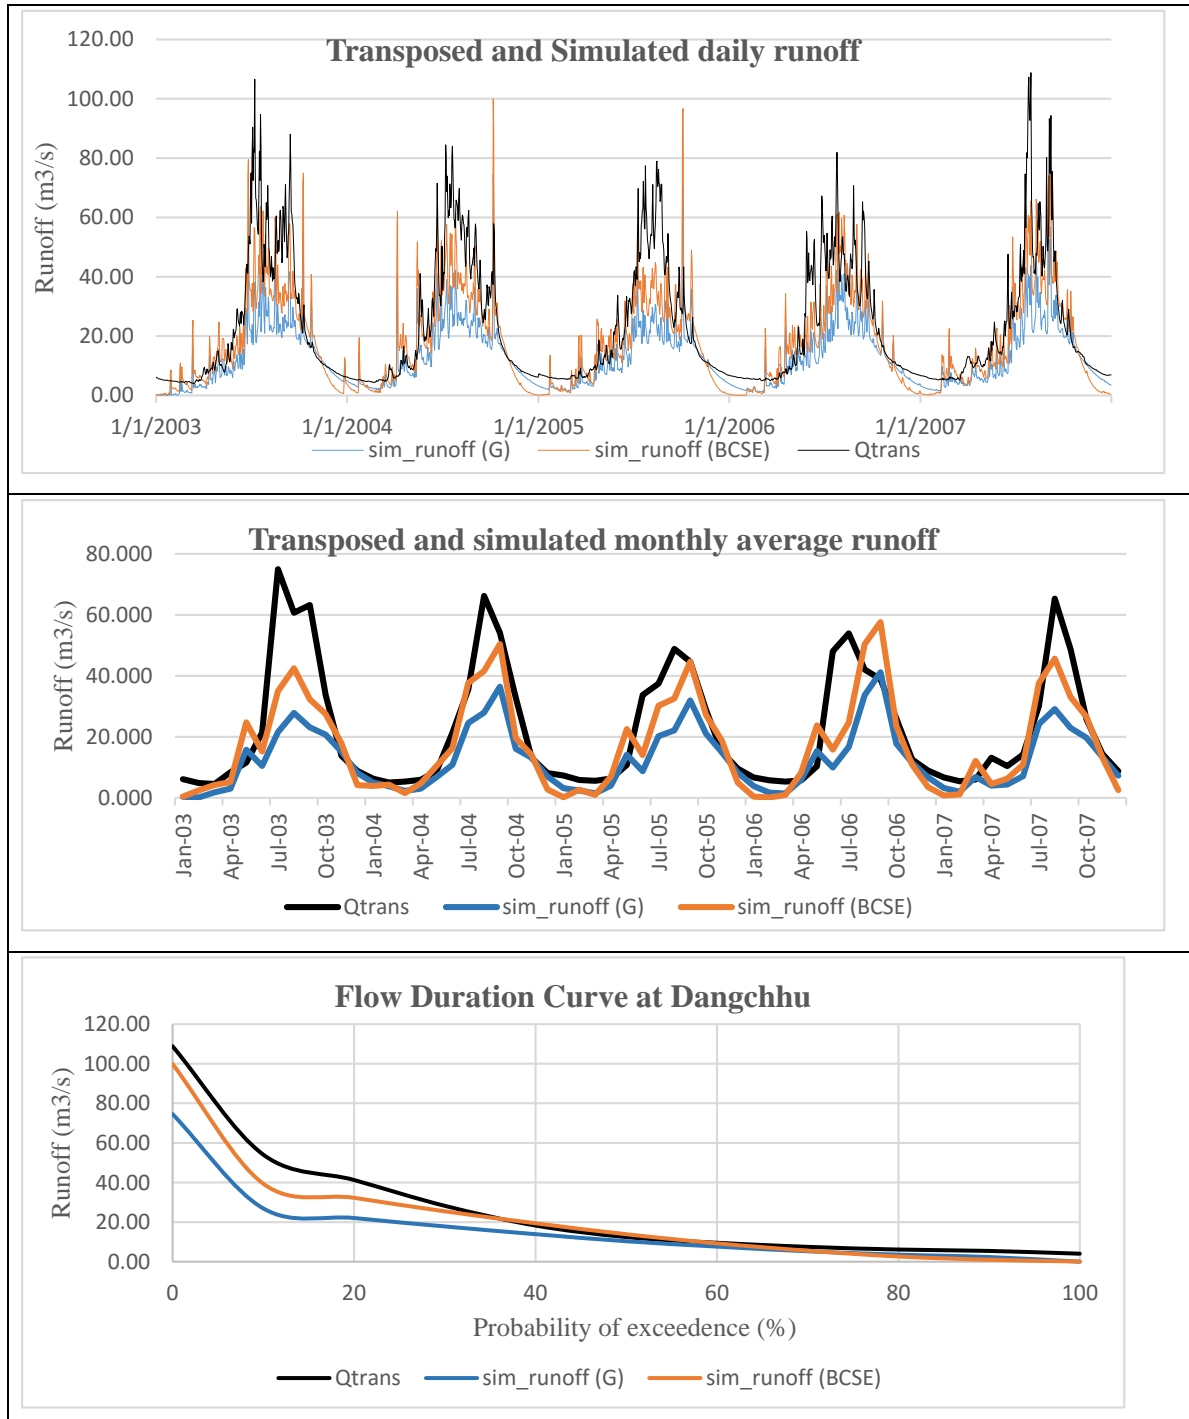 Transposed and Simulated daily runoff
120.00
100.00
80.00
60.00
40.00
20.00
0.00
Runoff (m3/s)
1/1/2003 1/1/2004 1/1/2005 1/1/2006 1/1/2007
sim_runoff (G) sim_runoff (BCSE) Qtrans
Transposed and simulated monthly average runoff
80.000
60.000
40.000
20.000
0.000
Runoff (m3/s)
Jan-03 Apr-03 Jul-03 Oct-03 Jan-04 Apr-04 Jul-04 Oct-04 Jan-05 Apr-05 Jul-05 Oct-05 Jan-06 Apr-06 Jul-06 Oct-06 Jan-07 Apr-07 Jul-07 Oct-07
Qtrans sim_runoff (G) sim_runoff (BCSE)
Flow Duration Curve at Dangchhu
120.00
100.00
80.00
60.00
40.00
20.00
0.00
Runoff (m3/s)
0 20 40 60 80 100
Probability of exceedence (%)
Qtrans sim_runoff (G) sim_runoff (BCSE)